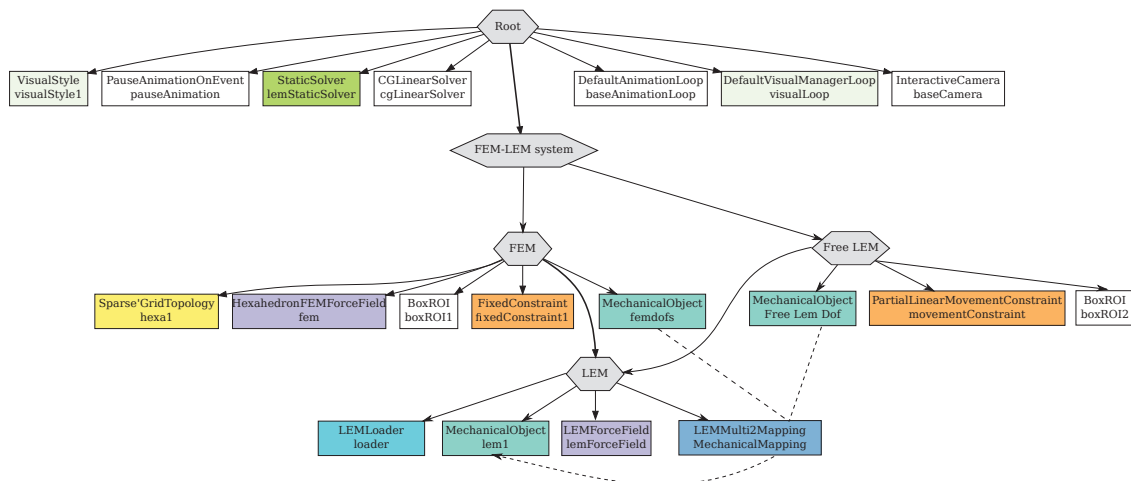 Root
VisualStyle
visualStyle1
PauseAnimationOnEvent
pauseAnimation
StaticSolver
lemStaticSolver
CGLinearSolver
cgLinearSolver
DefaultAnimationLoop
baseAnimationLoop
DefaultVisualManagerLoop
visualLoop
InteractiveCamera
baseCamera
FEM-LEM system
FEM
Free LEM
Sparse'GridTopology
hexa1
HexahedronFEMForceField
fem
BoxROI
boxROI1
FixedConstraint
fixedConstraint1
MechanicalObject
femdofs
MechanicalObject
Free Lem Dof
PartialLinearMovementConstraint
movementConstraint
BoxROI
boxROI2
LEM
LEMLoader
loader
MechanicalObject
lem1
LEMForceField
lemForceField
LEMMulti2Mapping
MechanicalMapping